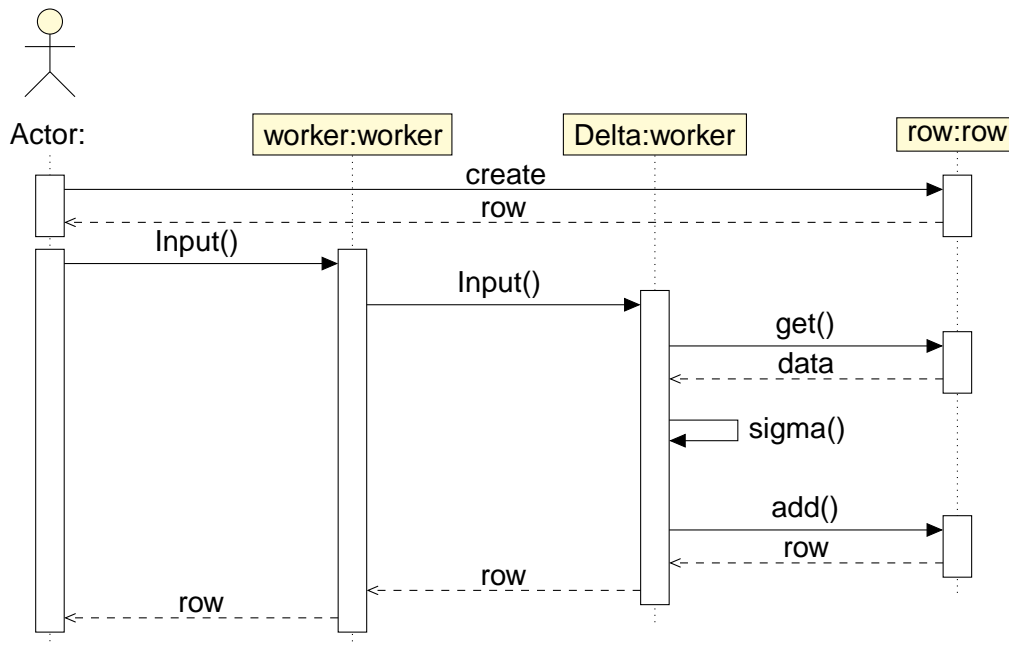 Actor:
worker:worker
Delta:worker
row:row
create
row
Input()
Input()
get()
data
sigma()
add()
row
row
row